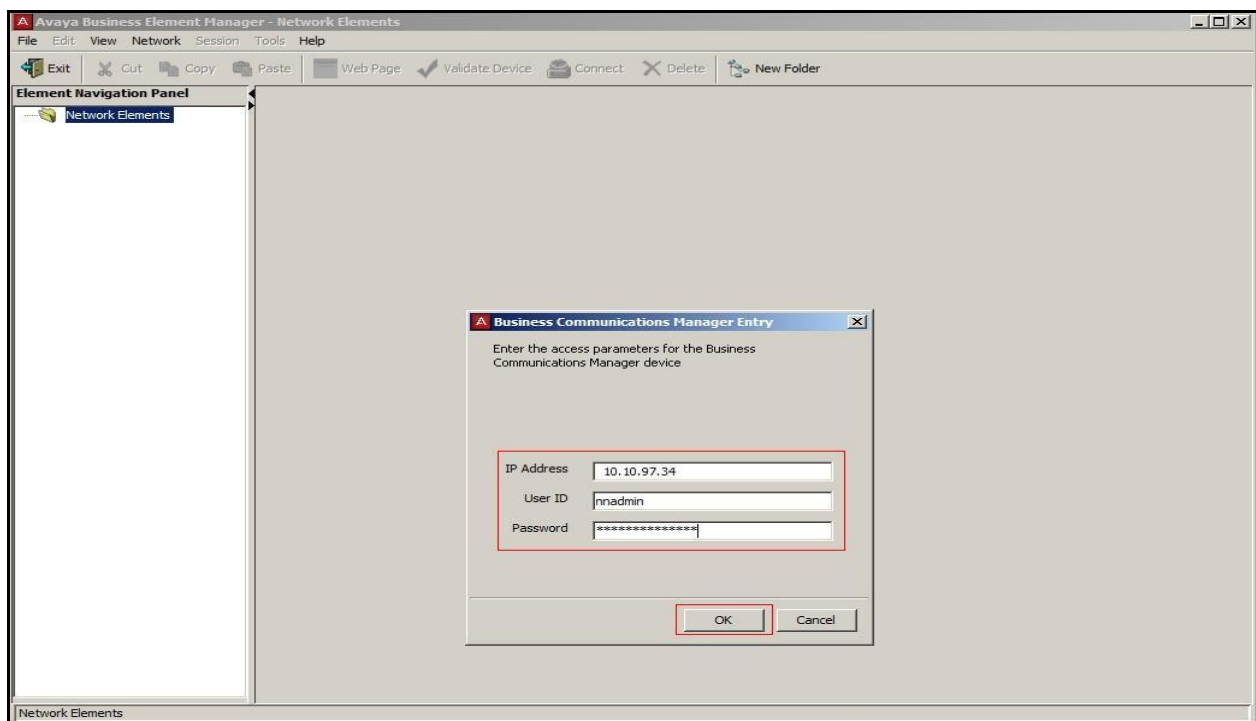 A Avaya Business Element Manager - Network Elements
File Edit View Network Session Tools Help
Exit Cut Copy Paste Web Page Validate Device Connect Delete New Folder
Element Navigation Panel
Network Elements
A Business Communications Manager Entry
Enter the access parameters for the Business
Communications Manager device
IP Address 10.10.97.34
User ID nnadmin
Password **************
OK Cancel
Network Elements